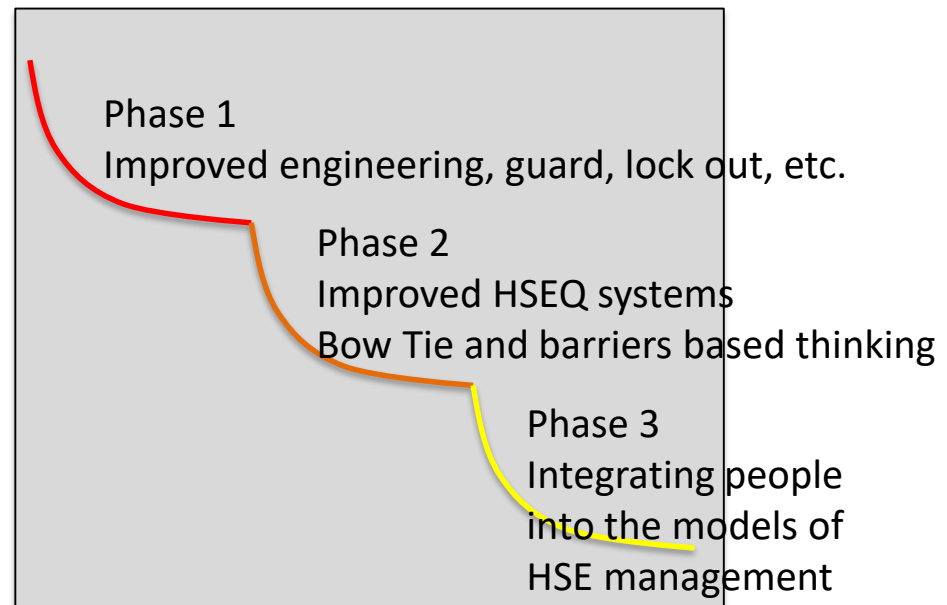 Phase 1
Improved engineering, guard, lock out, etc.
Phase 2
Improved HSEQ systems
Bow Tie and barriers based thinking
Phase 3
Integrating people
into the models of
HSE management